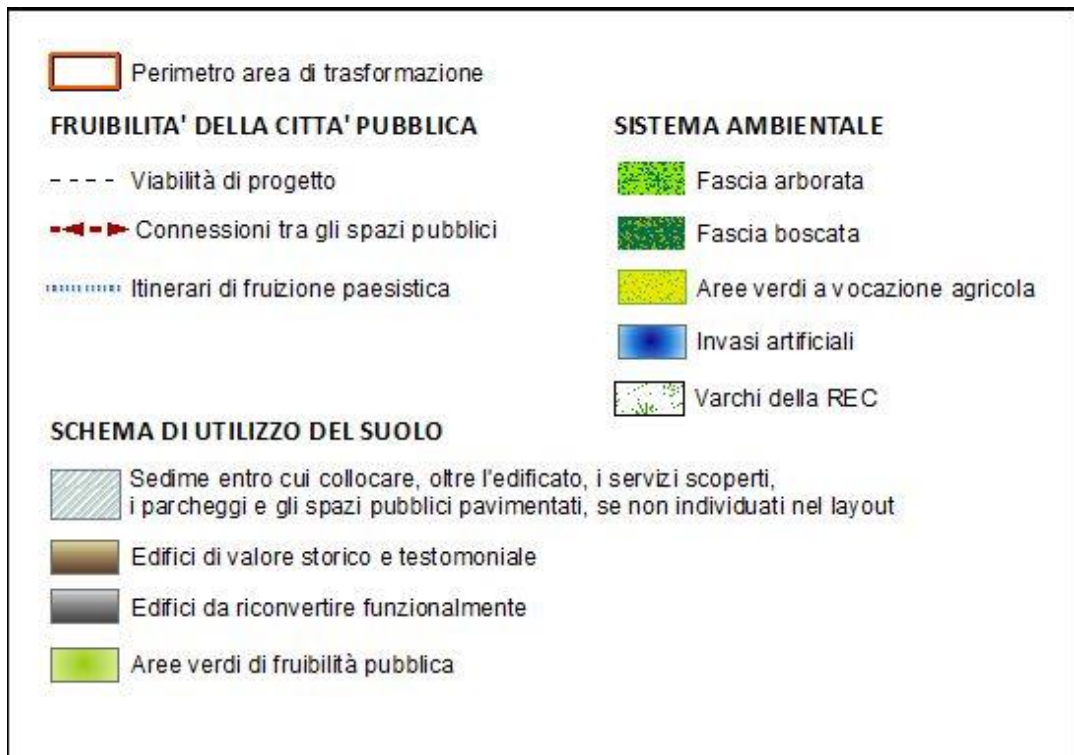 Perimetro area di trasformazione
FRUIBILITA' DELLA CITTA' PUBBLICA
Viabilità di progetto
Connessioni tra gli spazi pubblici
Itinerari di fruizione paesistica
SISTEMA AMBIENTALE
Fascia arborata
Fascia boscata
Aree verdi a vocazione agricola
Invasi artificiali
Varchi della REC
SCHEMA DI UTILIZZO DEL SUOLO
Sedime entro cui collocare, oltre l'edificato, i servizi scoperti,
i parcheggi e gli spazi pubblici pavimentati, se non individuati nel layout
Edifici di valore storico e testomoniale
Edifici da riconvertire funzionalmente
Aree verdi di fruibilità pubblica